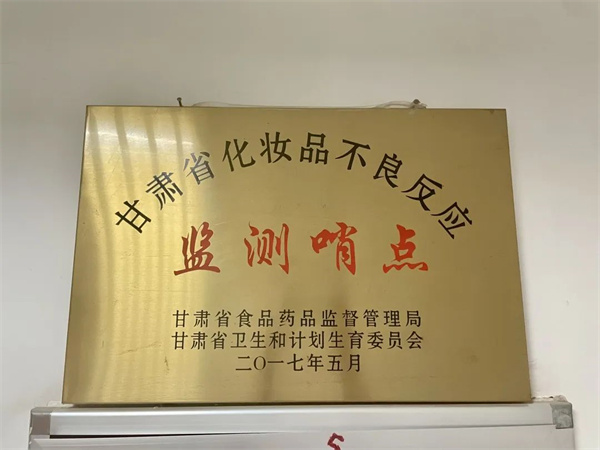 甘肃省化妆品不良反应
监测哨点
甘肃省食品药品监督管理局
甘肃省卫生和计划生育委员会
二〇一七年五月
5